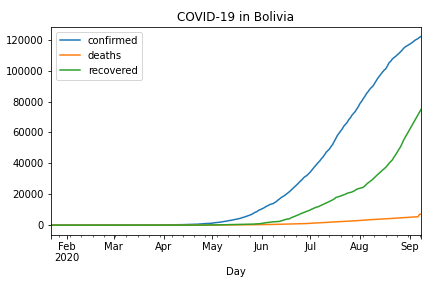 COVID-19 in Bolivia
confirmed
deaths
recovered
120000
100000
80000
60000
40000
20000
0
Feb Mar Apr May Jun Jul Aug Sep
2020
Day